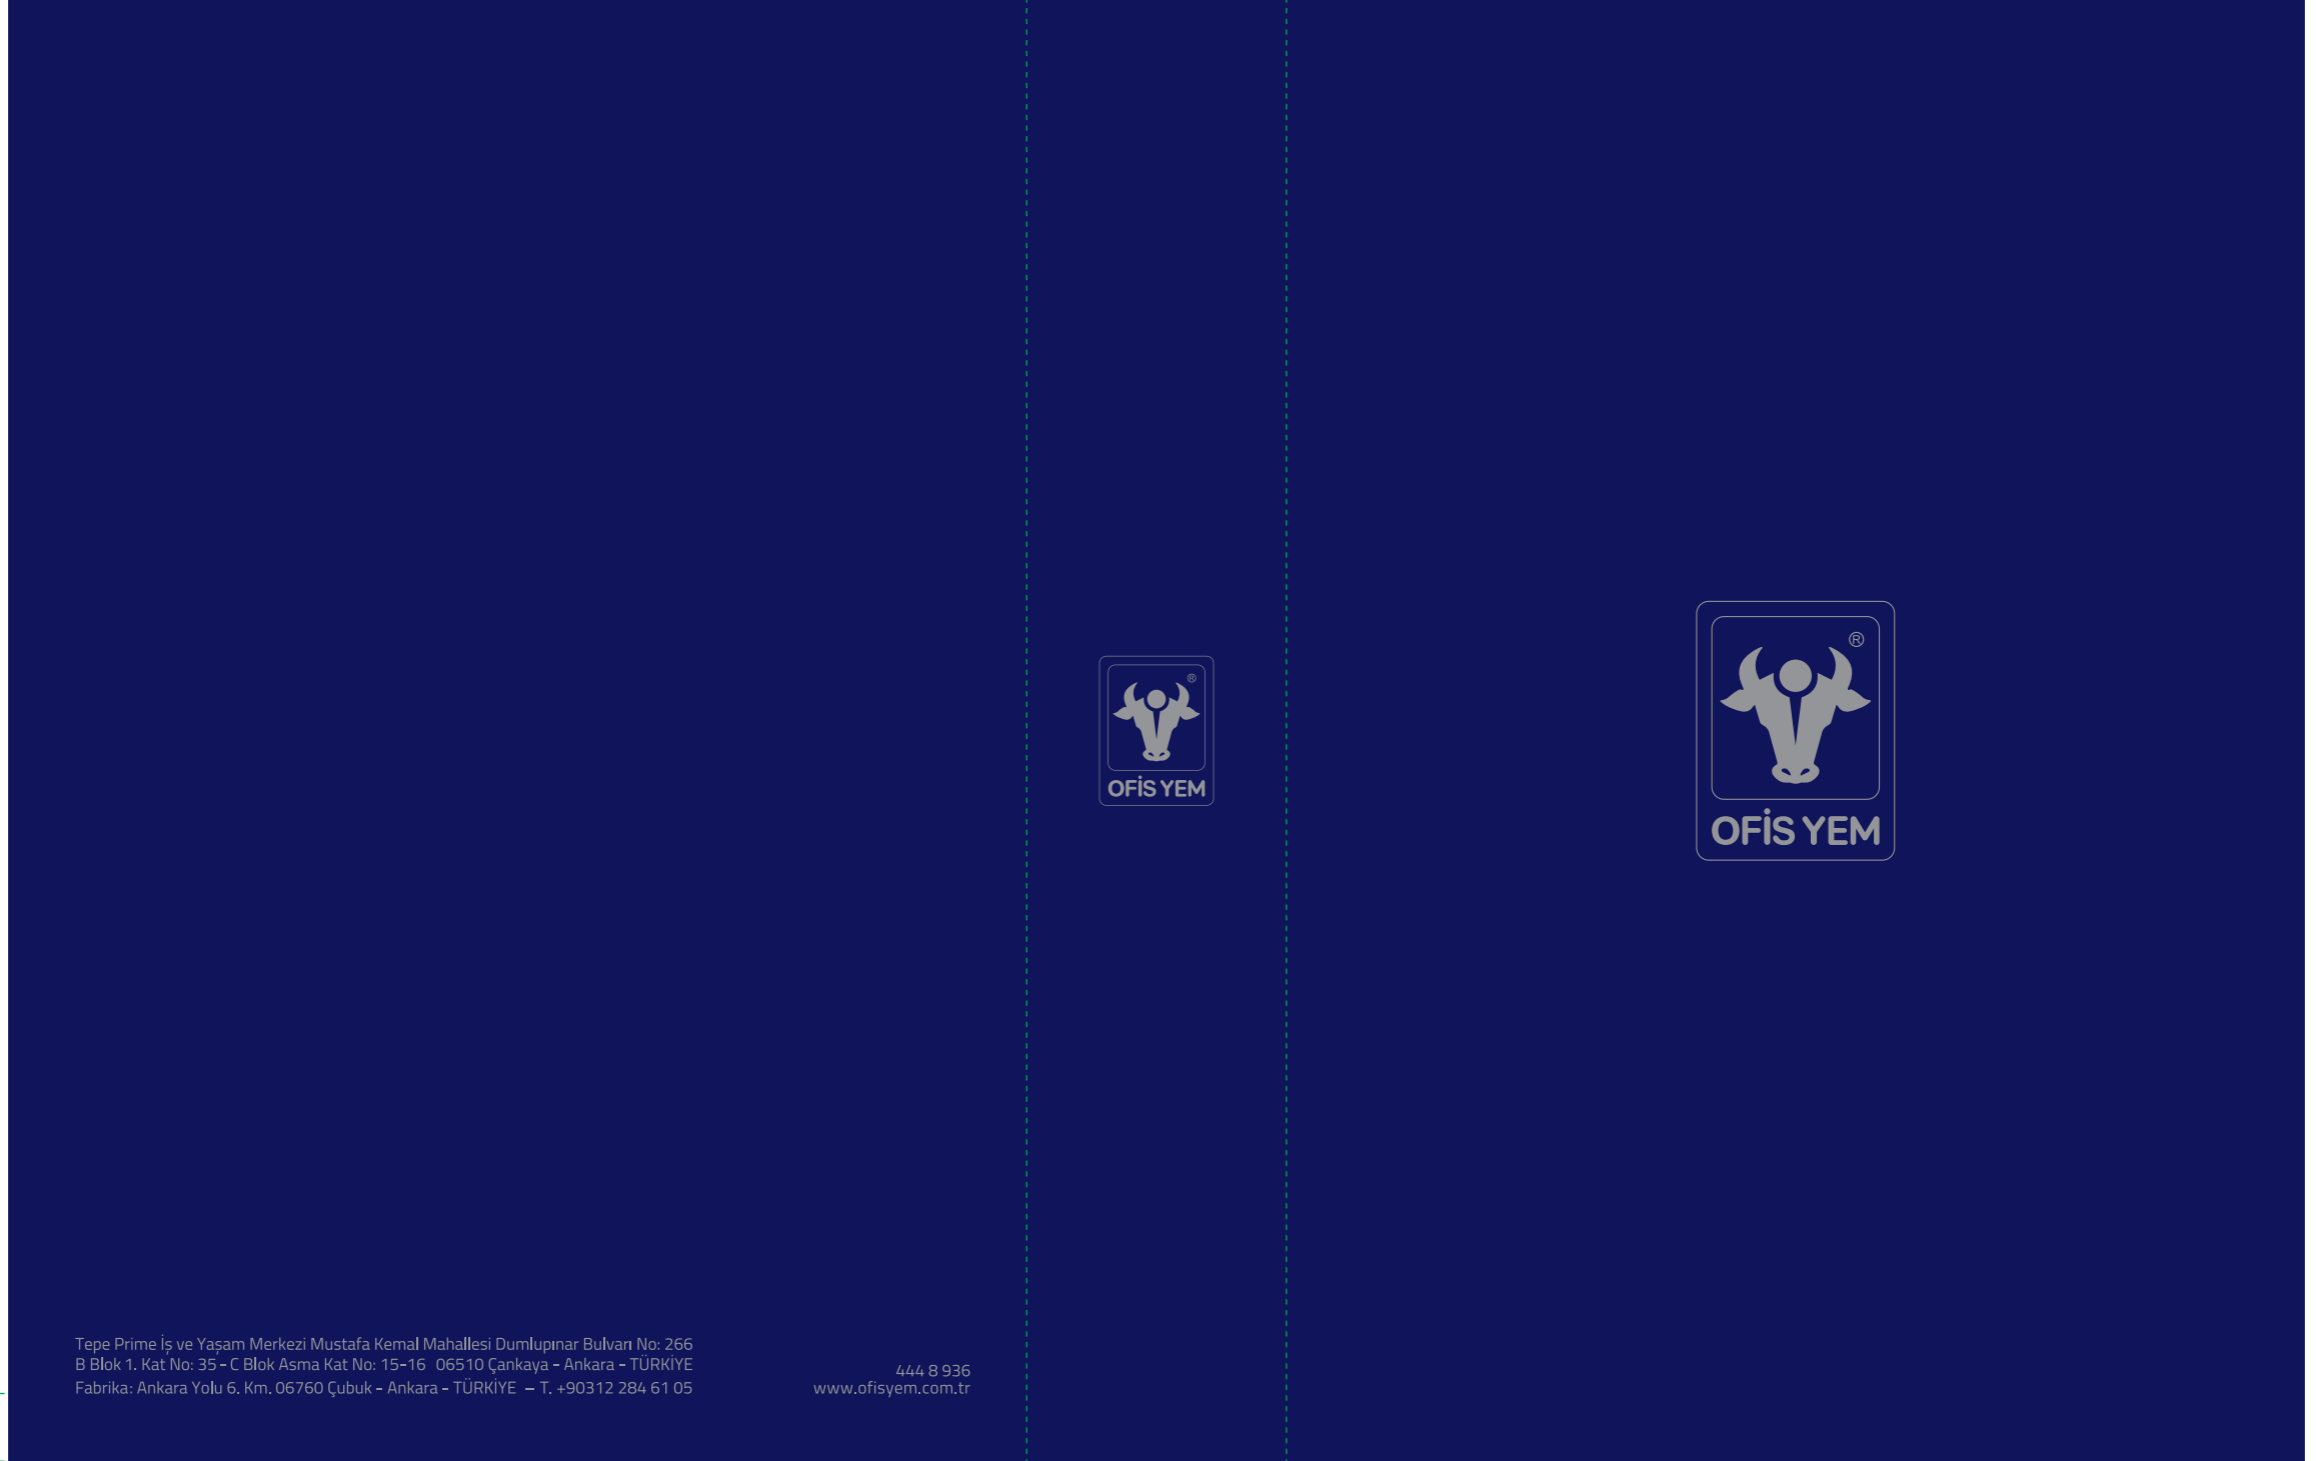 ®
OFİS YEM
®
OFİS YEM
Tepe Prime İş ve Yaşam Merkezi Mustafa Kemal Mahallesi Dumlupınar Bulvarı No: 266
B Blok 1. Kat No: 35 - C Blok Asma Kat No: 15-16 06510 Çankaya - Ankara - TÜRKİYE
Fabrika: Ankara Yolu 6. Km. 06760 Çubuk - Ankara - TÜRKİYE – T. +90312 284 61 05
444 8 936
www.ofisyem.com.tr